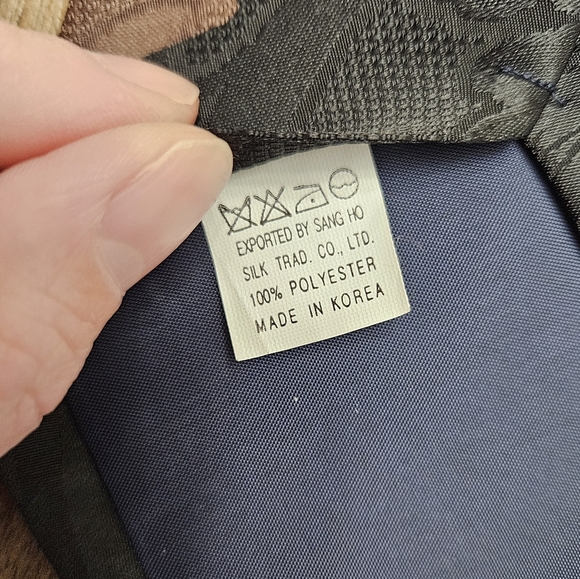 EXPORTED BY SANG HO
SILK TRAD. CO., LTD.
100% POLYESTER
MADE IN KOREA